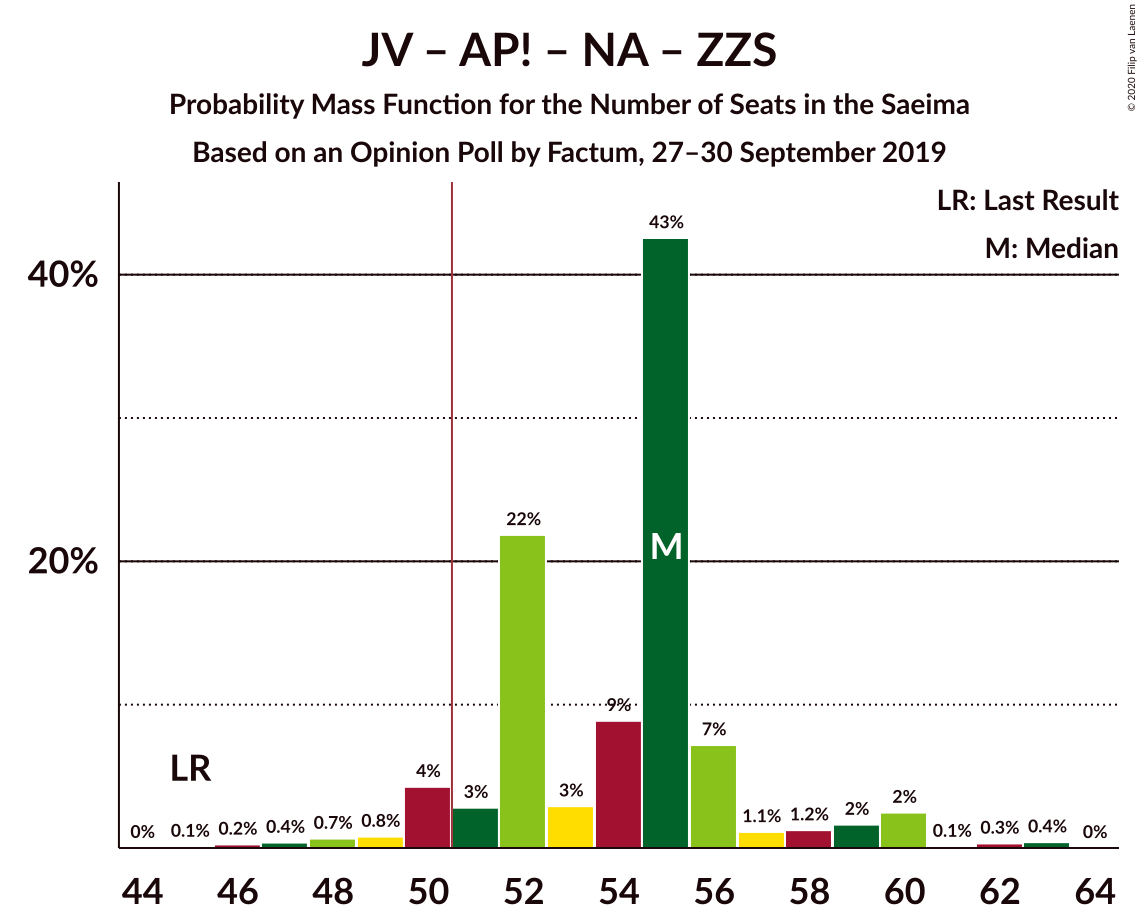 JV – AP! – NA – ZZS
Probability Mass Function for the Number of Seats in the Saeima
Based on an Opinion Poll by Factum, 27–30 September 2019
© 2020 Filip van Laenen
LR: Last Result
M: Median
40%
20%
43%
22%
M
9%
7%
LR
4%
3%
3%
2%
2%
0%
0.1%
0.2%
0.4%
0.7%
0.8%
1.1%
1.2%
0.1%
0.3%
0.4%
0%
44 46 48 50 52 54 56 58 60 62 64